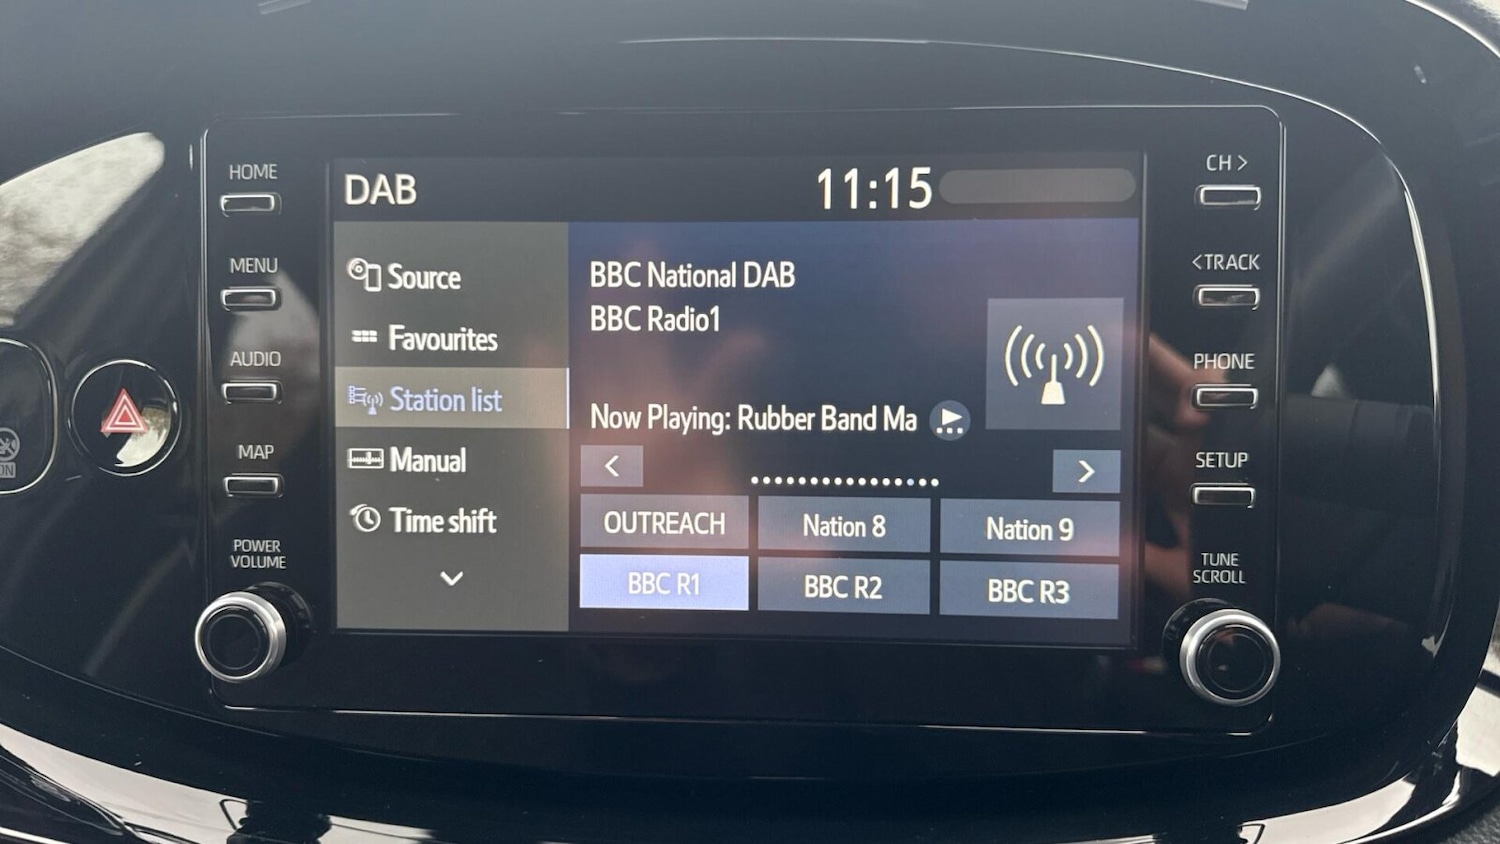 HOME
MENU
AUDIO
MAP
POWER
VOLUME
DAB
11:15
Source
Favourites
Station list
Manual
Time shift
BBC National DAB
BBC Radio1
Now Playing: Rubber Band Ma
<
>
OUTREACH
Nation 8
Nation 9
BBC R1
BBC R2
BBC R3
CH >
<TRACK
PHONE
SETUP
TUNE
SCROLL